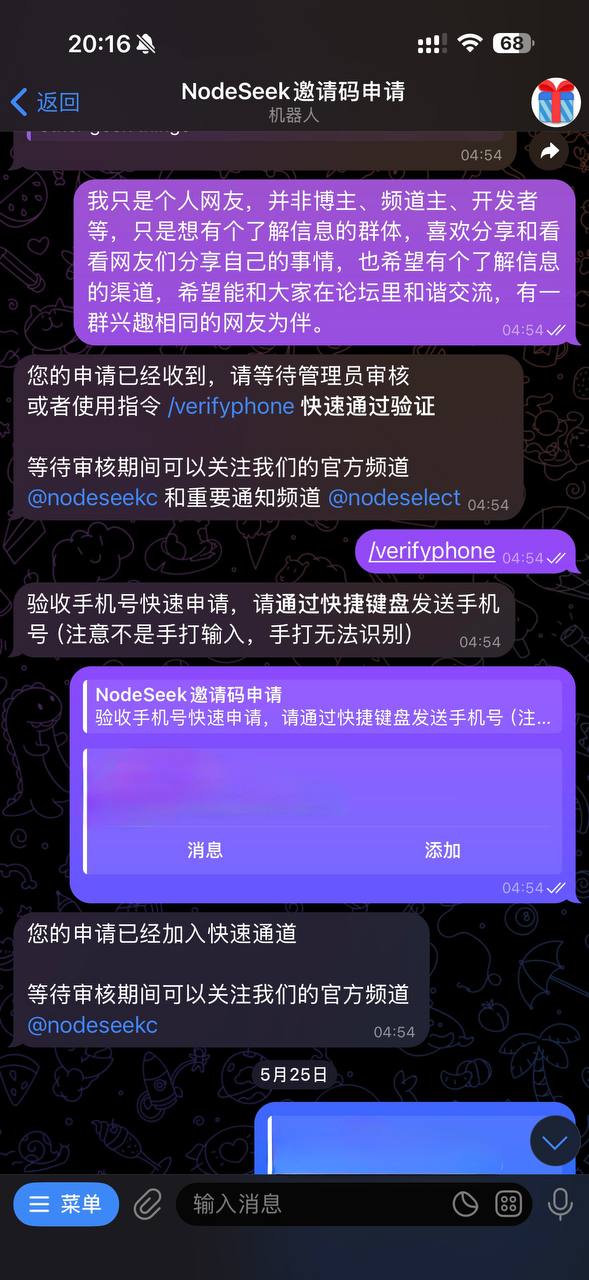 20:16
68
返回
NodeSeek邀请码申请
机器人
04:54
我只是个人网友，并非博主、频道主、开发者
等，只是想有个了解信息的群体，喜欢分享和看
看网友们分享自己的事情，也希望有个了解信息
的渠道，希望能和大家在论坛里和谐交流，有一
群兴趣相同的网友为伴。
04:54
您的申请已经收到，请等待管理员审核
或者使用指令 /verifyphone 快速通过验证
等待审核期间可以关注我们的官方频道
@nodeseekc 和重要通知频道 @nodeselect
04:54
/verifyphone
04:54
验收手机号快速申请，请通过快捷键盘发送手机
号（注意不是手打输入，手打无法识别）
04:54
NodeSeek邀请码申请
验收手机号快速申请，请通过快捷键盘发送手机号（注...
消息
添加
04:54
您的申请已经加入快速通道
等待审核期间可以关注我们的官方频道
@nodeseekc
04:54
5月25日
菜单
输入消息